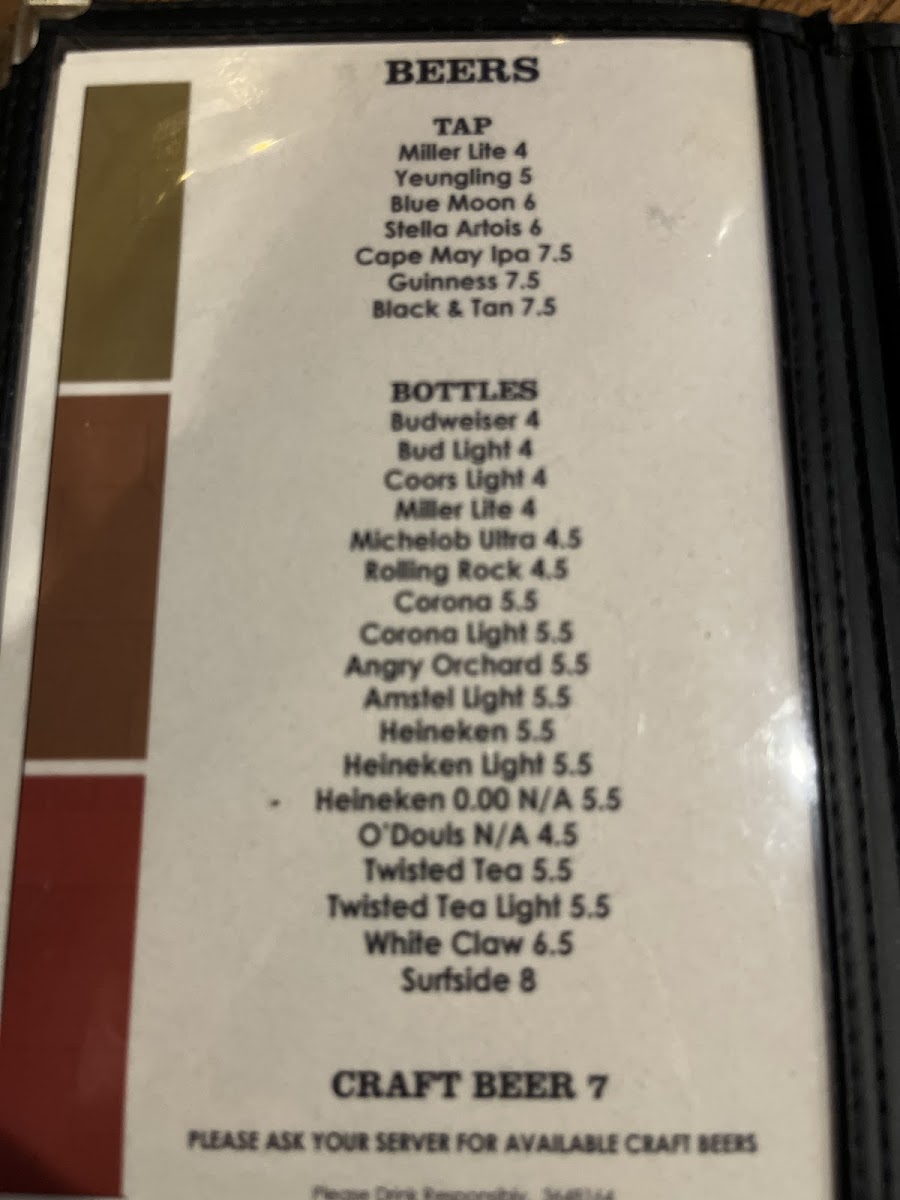 BEERS
TAP
Miller Lite 4
Yeungling 5
Blue Moon 6
Stella Artois 6
Cape May Ipa 7.5
Guinness 7.5
Black & Tan 7.5
BOTTLES
Budweiser 4
Bud Light 4
Coors Light 4
Miller Lite 4
Michelob Ultra 4.5
Rolling Rock 4.5
Corona 5.5
Corona Light 5.5
Angry Orchard 5.5
Amstel Light 5.5
Heineken 5.5
Heineken Light 5.5
Heineken 0.00 N/A 5.5
O'Douls N/A 4.5
Twisted Tea 5.5
Twisted Tea Light 5.5
White Claw 6.5
Surfside 8
CRAFT BEER 7
PLEASE ASK YOUR SERVER FOR AVAILABLE CRAFT BEERS
Please Drink Responsibly